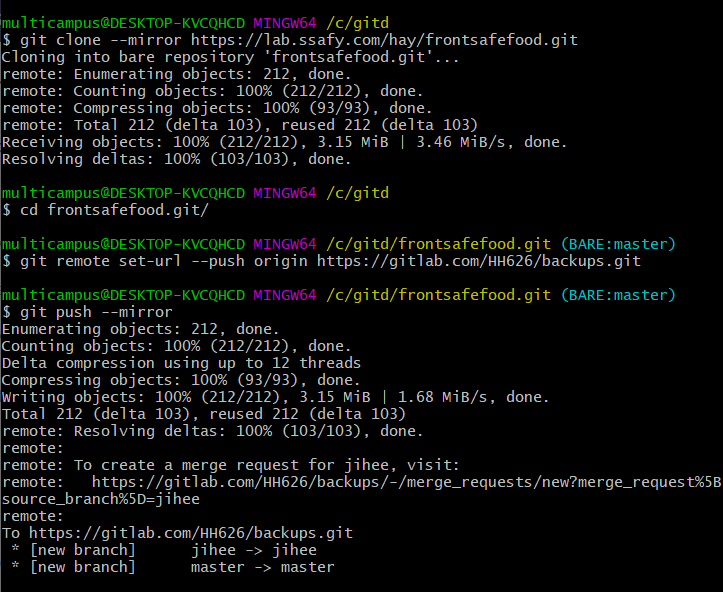 multicampus@DESKTOP-KVCQHCD MINGW64 /c/gitd
$ git clone --mirror https://lab.ssafy.com/hay/frontsafefood.git
Cloning into bare repository 'frontsafefood.git'...
remote: Enumerating objects: 212, done.
remote: Counting objects: 100% (212/212), done.
remote: Compressing objects: 100% (93/93), done.
remote: Total 212 (delta 103), reused 212 (delta 103)
Receiving objects: 100% (212/212), 3.15 MiB | 3.46 MiB/s, done.
Resolving deltas: 100% (103/103), done.
multicampus@DESKTOP-KVCQHCD MINGW64 /c/gitd
$ cd frontsafefood.git/
multicampus@DESKTOP-KVCQHCD MINGW64 /c/gitd/frontsafefood.git (BARE:master)
$ git remote set-url --push origin https://gitlab.com/HH626/backups.git
multicampus@DESKTOP-KVCQHCD MINGW64 /c/gitd/frontsafefood.git (BARE:master)
$ git push --mirror
Enumerating objects: 212, done.
Counting objects: 100% (212/212), done.
Delta compression using up to 12 threads
Compressing objects: 100% (93/93), done.
Writing objects: 100% (212/212), 3.15 MiB | 1.68 MiB/s, done.
Total 212 (delta 103), reused 212 (delta 103)
remote: Resolving deltas: 100% (103/103), done.
remote:
remote: To create a merge request for jihee, visit:
remote:   https://gitlab.com/HH626/backups/-/merge_requests/new?merge_request%5B
source_branch%5D=jihee
remote:
To https://gitlab.com/HH626/backups.git
 * [new branch]      jihee -> jihee
 * [new branch]      master -> master